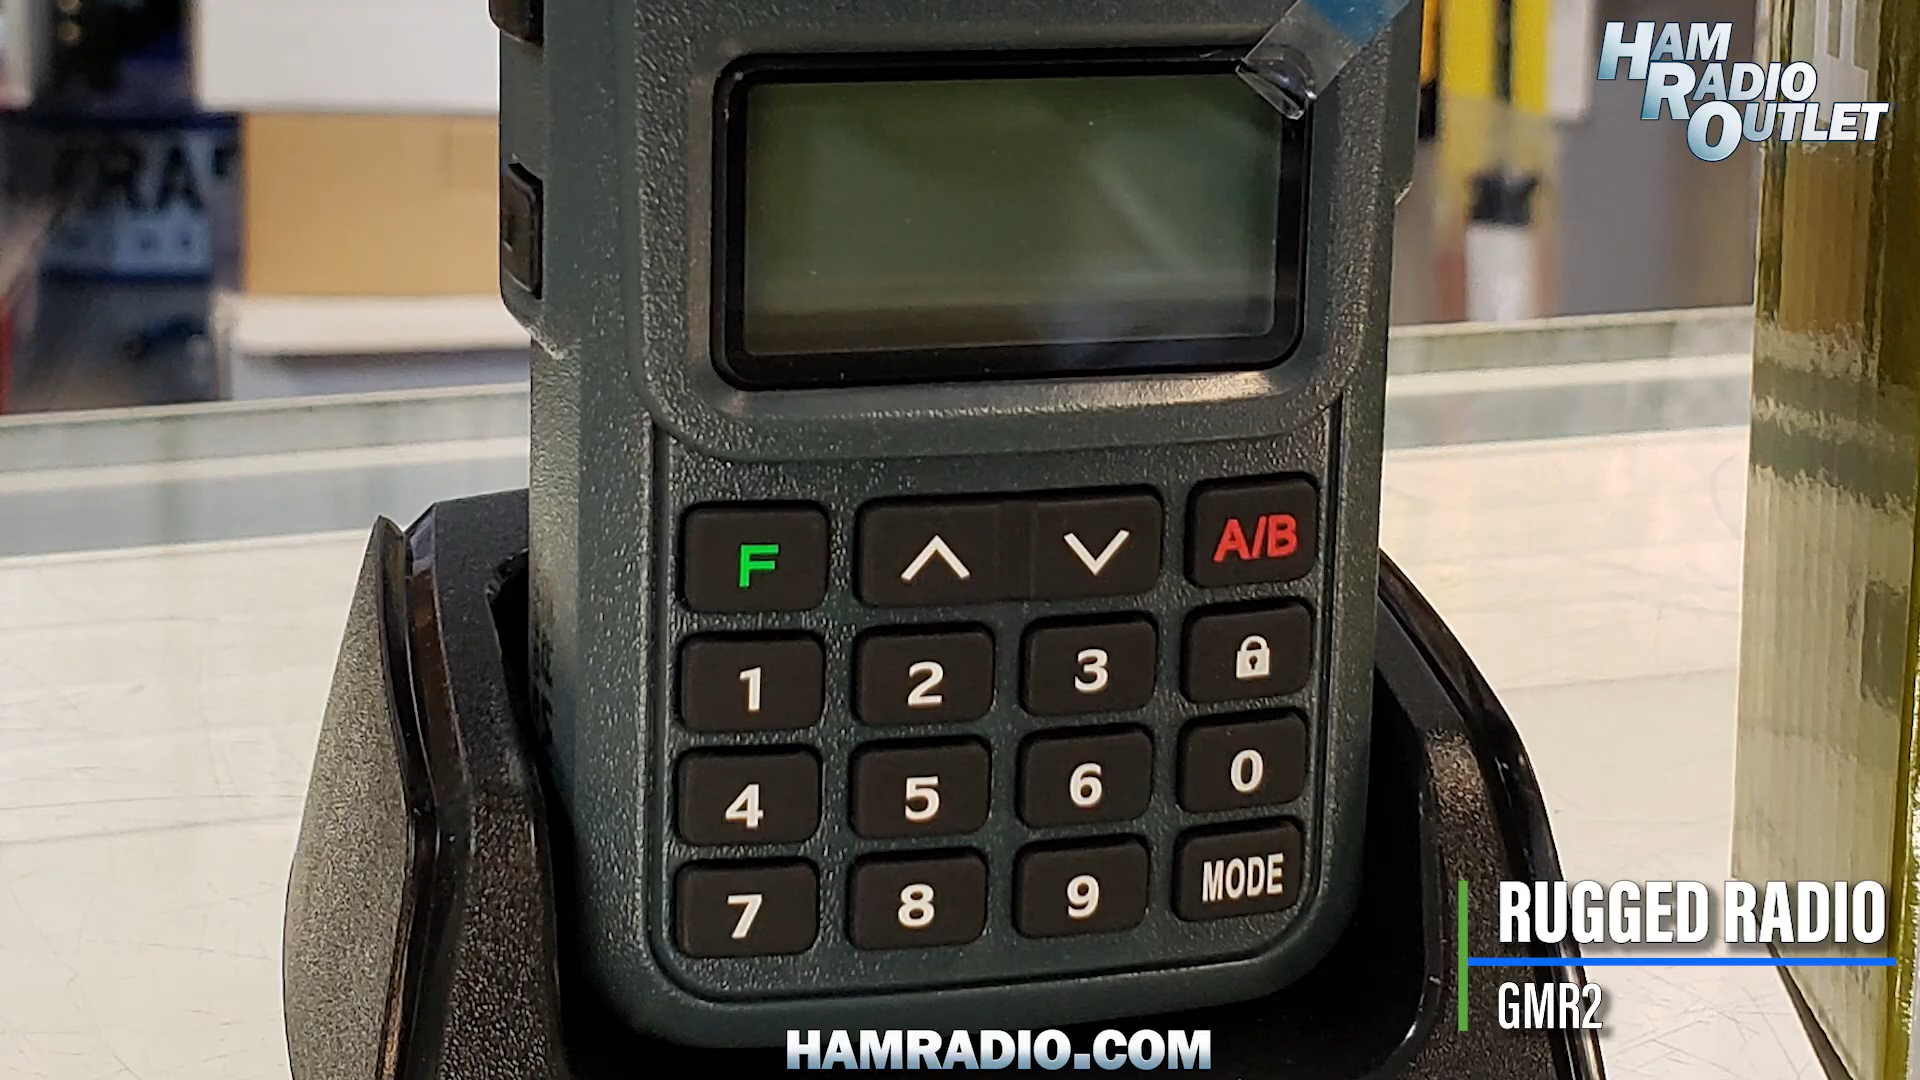 HAM
RADIO
OUTLET
F
A/B
1 2 3
4 5 6 0
7 8 9 MODE
RUGGED RADIO
GMR2
HAMRADIO.COM